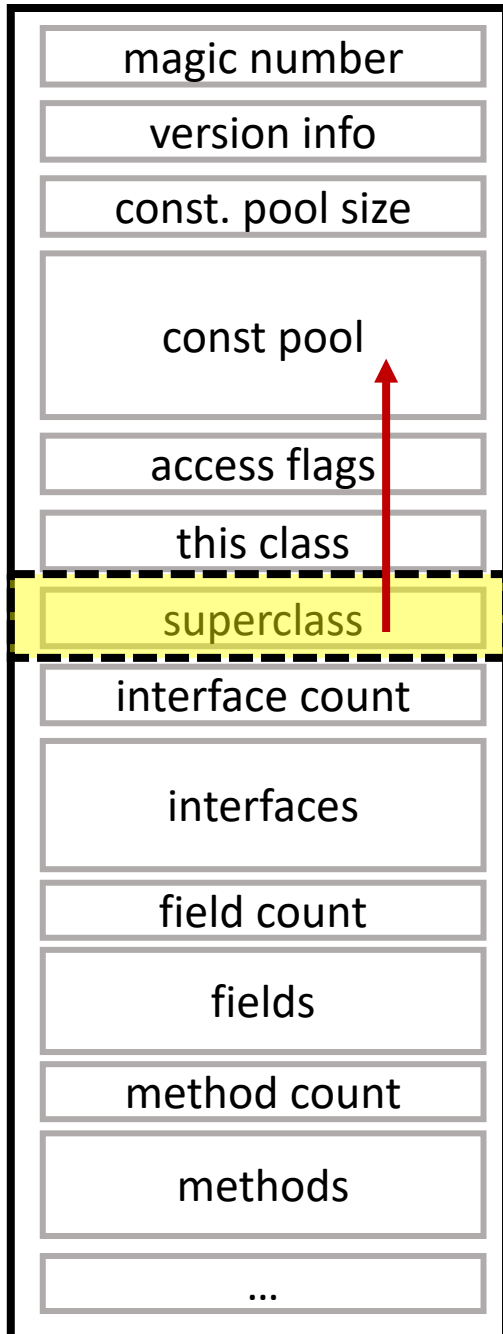 magic number
version info
const. pool size
const pool
access flags
this class
superclass
interface count
interfaces
field count
fields
method count
methods
...